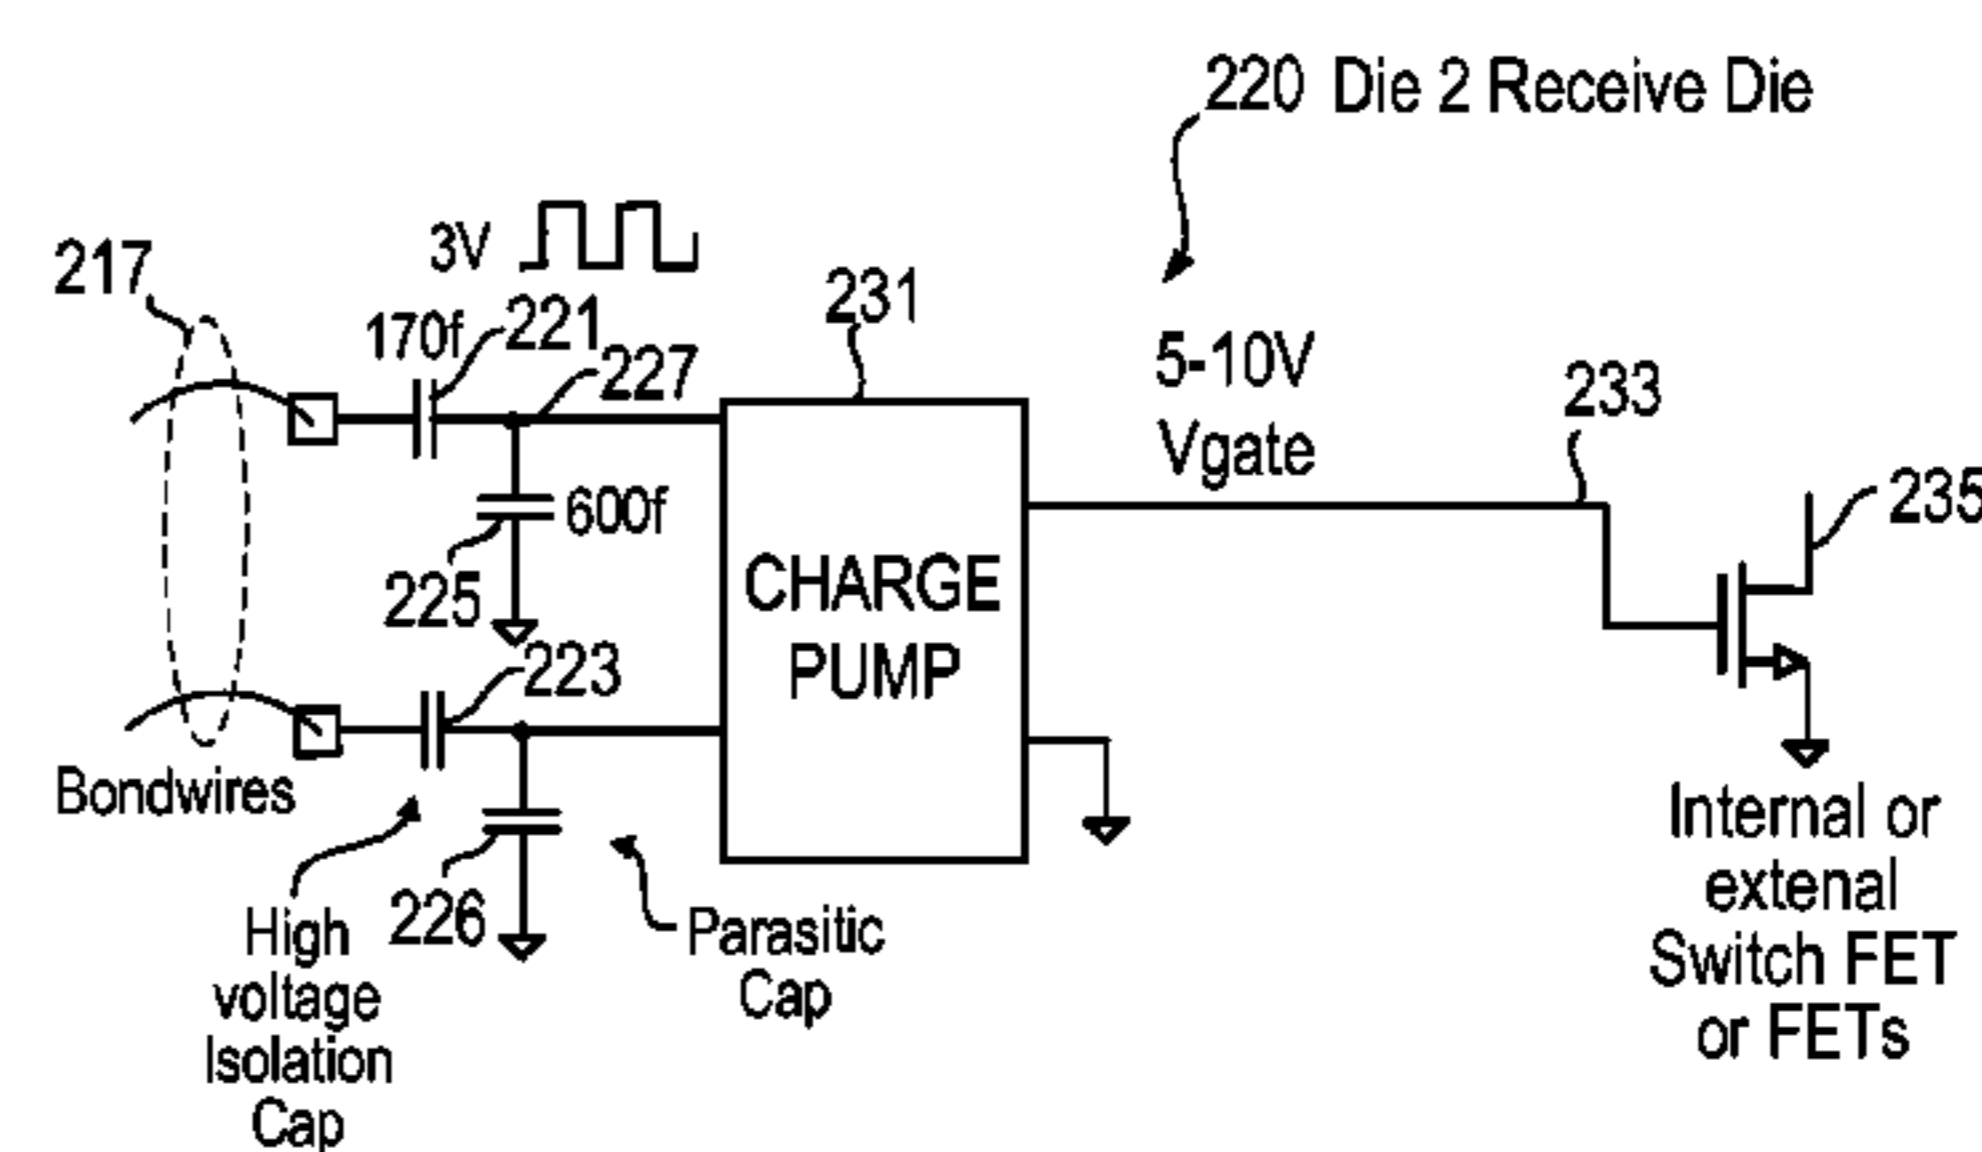 220 Die 2 Receive Die
217
3V
170f
221
227
231
5-10V
Vgate
233
235
600f
225
CHARGE
PUMP
223
Bondwires
226
High
voltage
Isolation
Cap
Parasitic
Cap
Internal or
extenal
Switch FET
or FETs